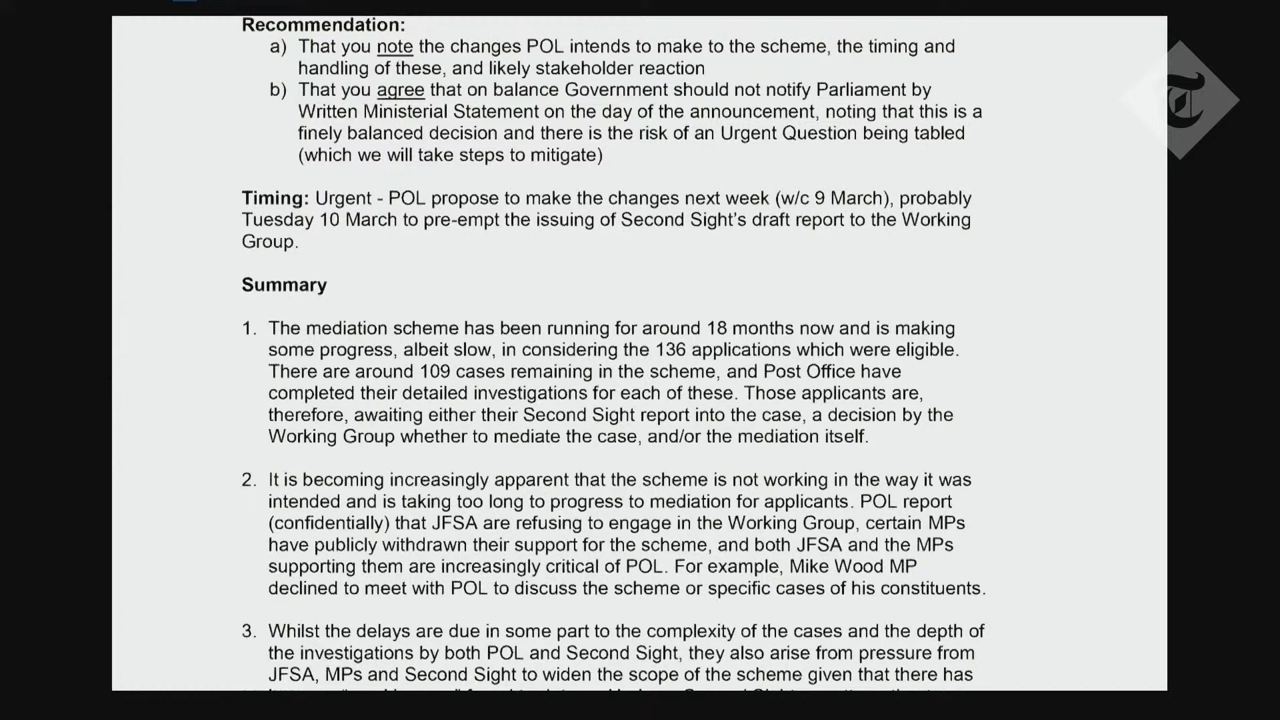 Recommendation:
a) That you note the changes POL intends to make to the scheme, the timing and
handling of these, and likely stakeholder reaction
b) That you agree that on balance Government should not notify Parliament by
Written Ministerial Statement on the day of the announcement, noting that this is a
finely balanced decision and there is the risk of an Urgent Question being tabled
(which we will take steps to mitigate)
Timing: Urgent - POL propose to make the changes next week (w/c 9 March), probably
Tuesday 10 March to pre-empt the issuing of Second Sight's draft report to the Working
Group.
Summary
1. The mediation scheme has been running for around 18 months now and is making
some progress, albeit slow, in considering the 136 applications which were eligible.
There are around 109 cases remaining in the scheme, and Post Office have
completed their detailed investigations for each of these. Those applicants are,
therefore, awaiting either their Second Sight report into the case, a decision by the
Working Group whether to mediate the case, and/or the mediation itself.
2. It is becoming increasingly apparent that the scheme is not working in the way it was
intended and is taking too long to progress to mediation for applicants. POL report
(confidentially) that JFSA are refusing to engage in the Working Group, certain MPs
have publicly withdrawn their support for the scheme, and both JFSA and the MPs
supporting them are increasingly critical of POL. For example, Mike Wood MP
declined to meet with POL to discuss the scheme or specific cases of his constituents.
3. Whilst the delays are due in some part to the complexity of the cases and the depth of
the investigations by both POL and Second Sight, they also arise from pressure from
JFSA, MPs and Second Sight to widen the scope of the scheme given that there has